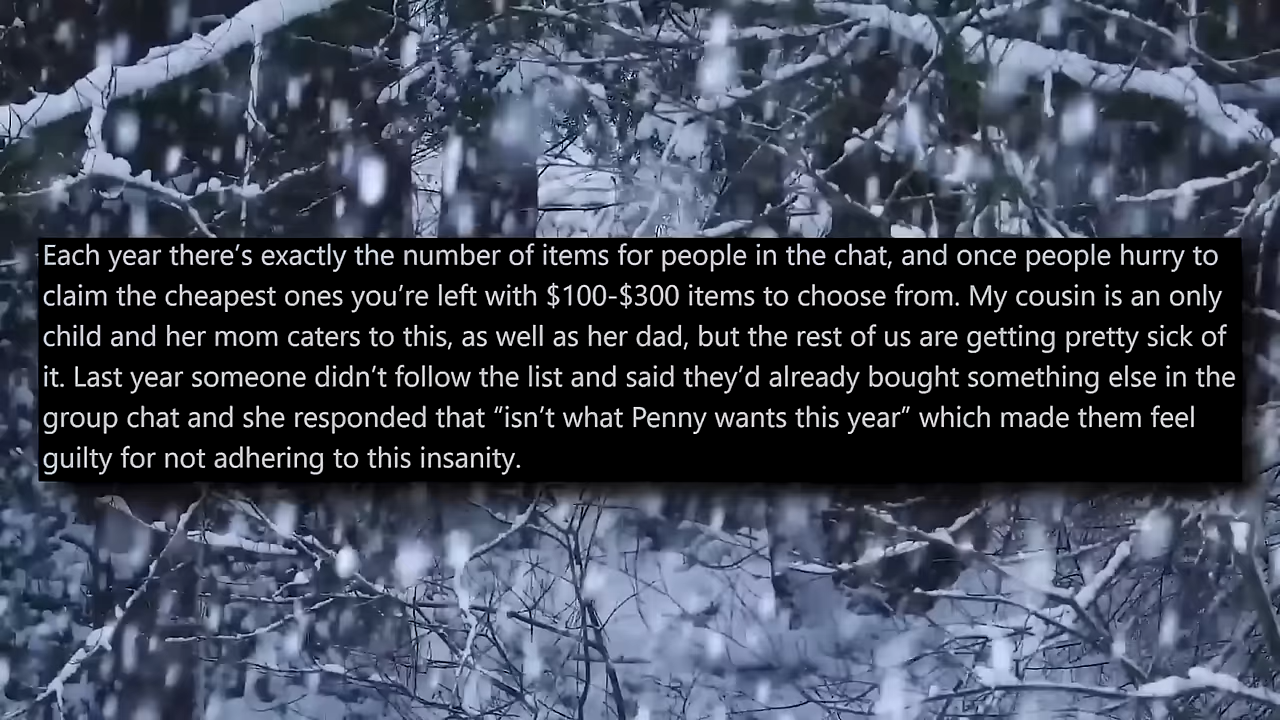 Each year there’s exactly the number of items for people in the chat, and once people hurry to
claim the cheapest ones you’re left with $100-$300 items to choose from. My cousin is an only
child and her mom caters to this, as well as her dad, but the rest of us are getting pretty sick of
it. Last year someone didn’t follow the list and said they’d already bought something else in the
group chat and she responded that “isn’t what Penny wants this year” which made them feel
guilty for not adhering to this insanity.